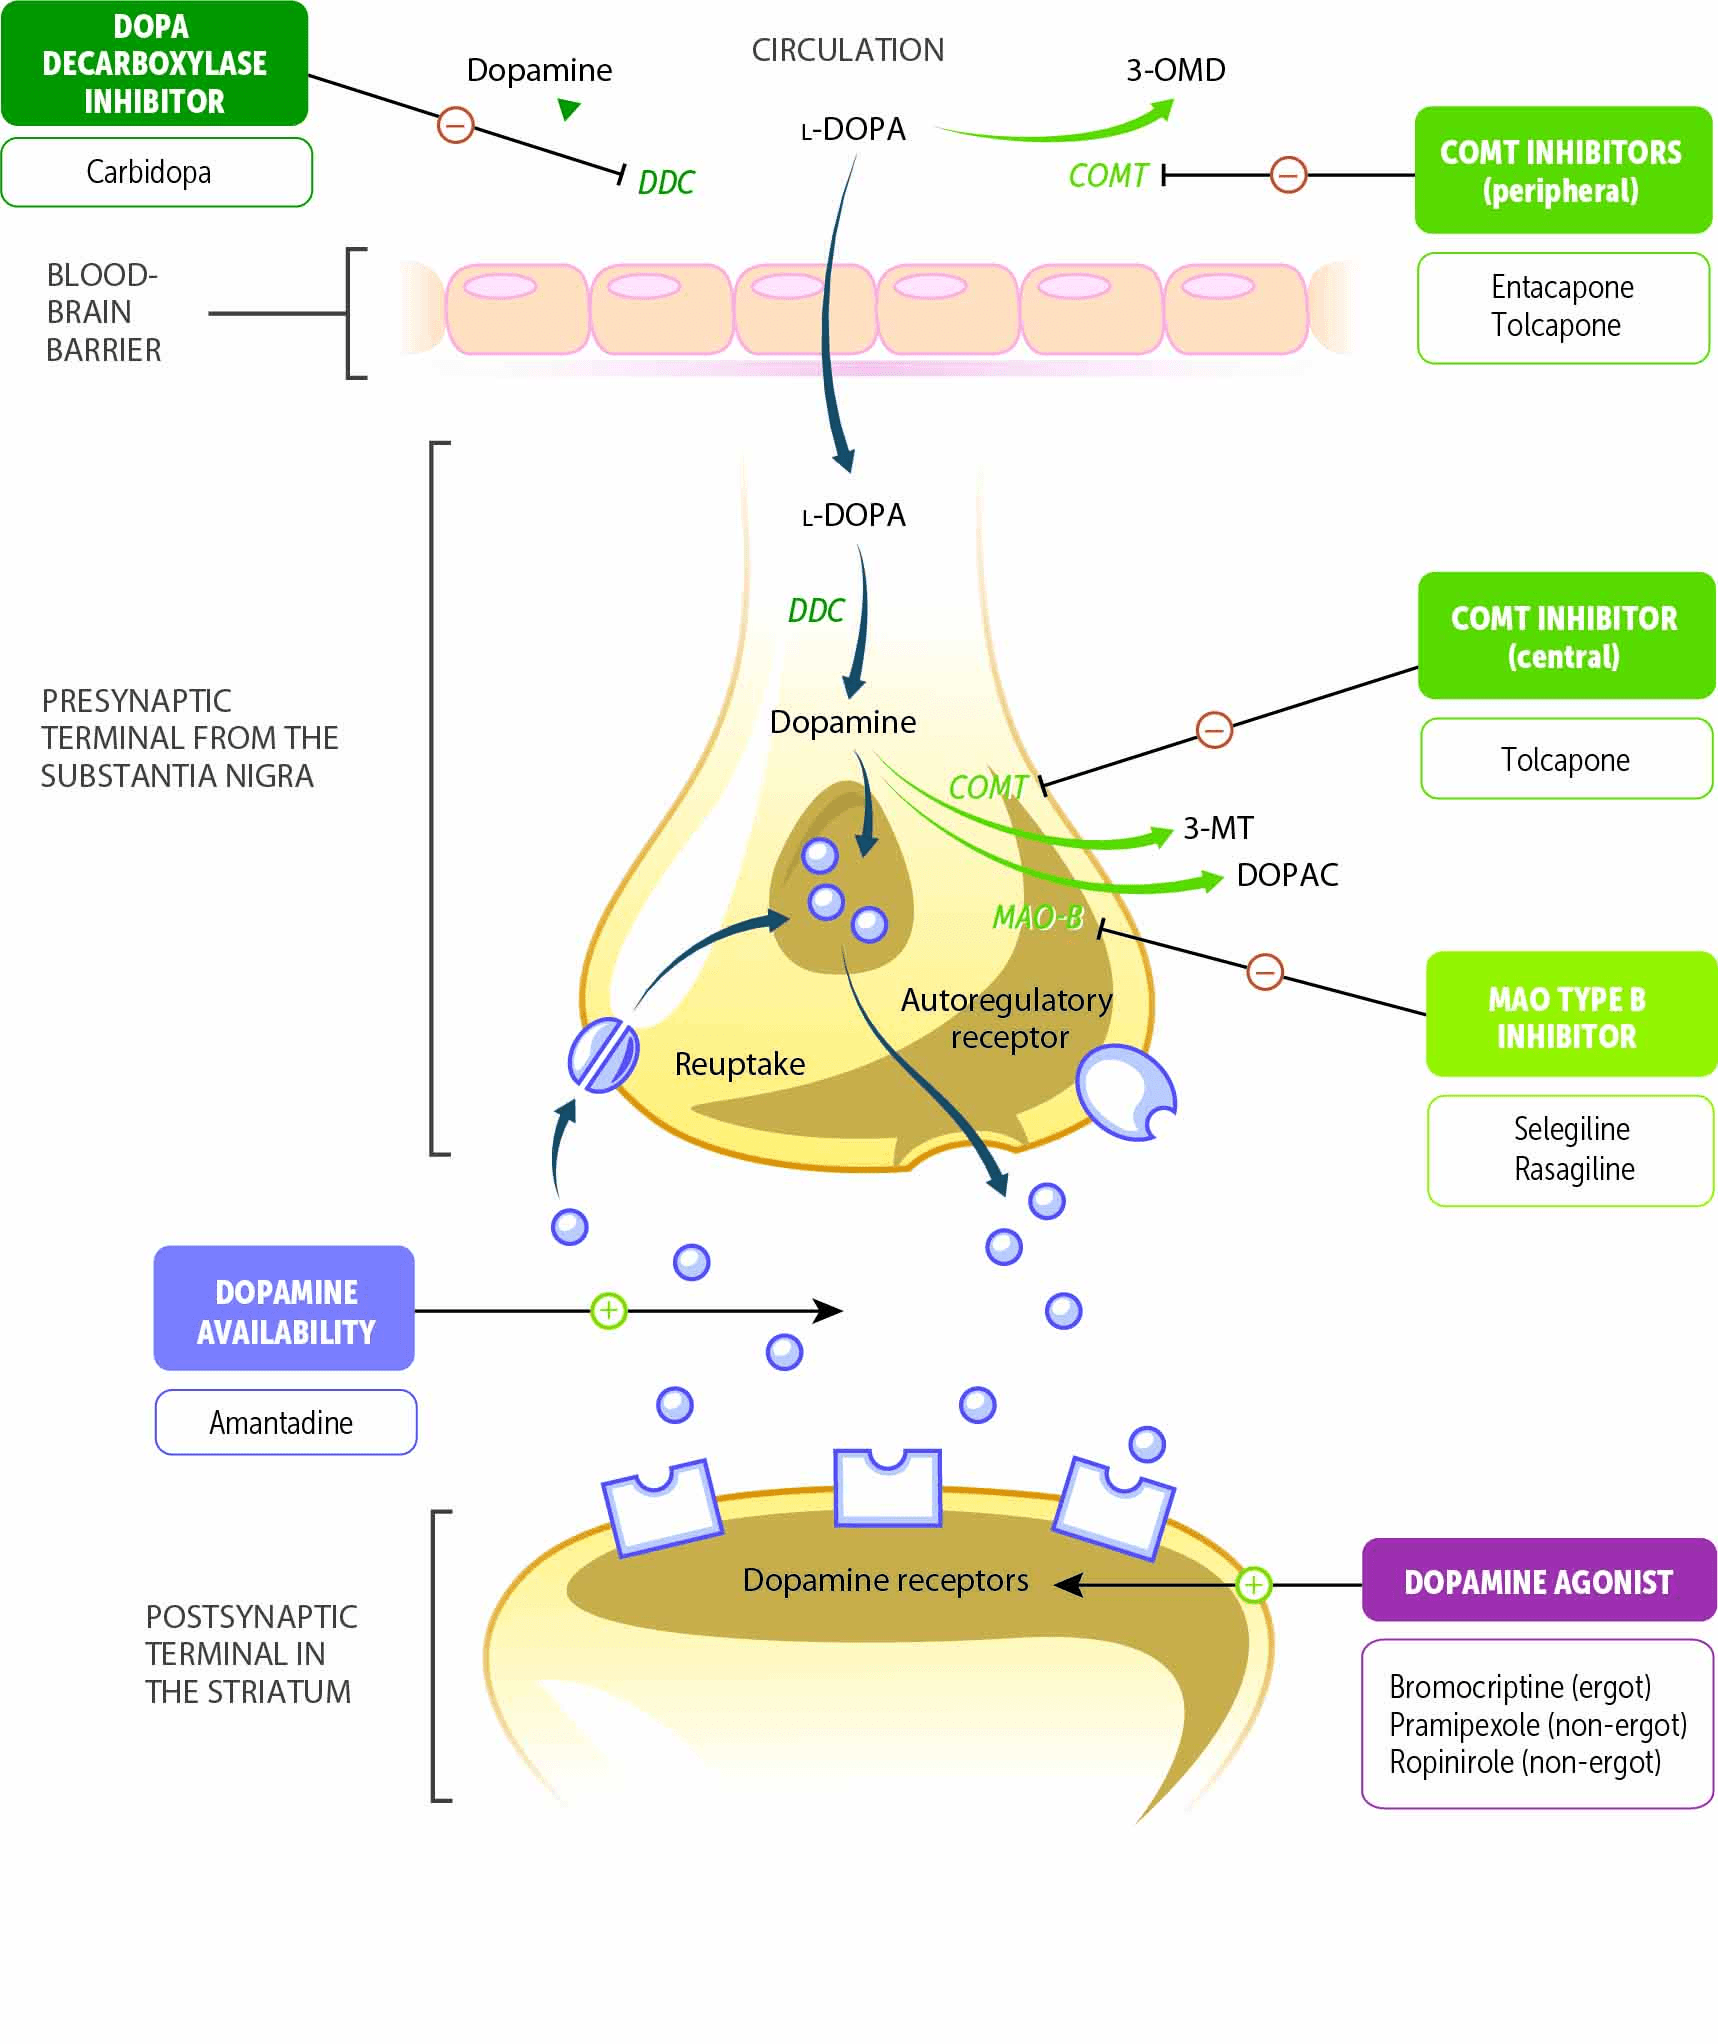 DOPA
DECARBOXYLASE
INHIBITOR
Carbidopa
Dopamine
CIRCULATION
L-DOPA
3-OMD
DDC
COMT
COMT INHIBITORS
(peripheral)
Entacapone
Tolcapone
BLOOD-
BRAIN
BARRIER
L-DOPA
DDC
Dopamine
PRESYNAPTIC
TERMINAL FROM THE
SUBSTANTIA NIGRA
COMT INHIBITOR
(central)
Tolcapone
COMT
3-MT
DOPAC
MAO-B
MAO TYPE B
INHIBITOR
Selegiline
Rasagiline
Autoregulatory
receptor
Reuptake
DOPAMINE
AVAILABILITY
Amantadine
Dopamine receptors
POSTSYNAPTIC
TERMINAL IN
THE STRIATUM
DOPAMINE AGONIST
Bromocriptine (ergot)
Pramipexole (non-ergot)
Ropinirole (non-ergot)